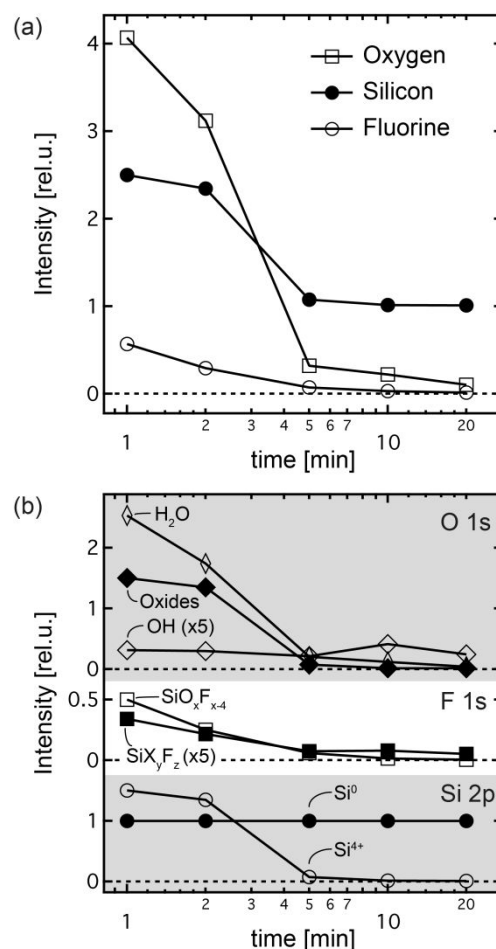 (a)
4
3
2
1
0
Intensity [rel.u.]
Oxygen
Silicon
Fluorine
1 2 3 4 5 6 7 10 20
time [min]
(b)
Intensity [rel.u.]
H₂O
O 1s
2
Oxides
1
OH (x5)
0
0.5
SiOₓFₓ₋₄
F 1s
SiXᵧF_z (x5)
0
Si⁰
Si 2p
1
Si⁴⁺
0
1 2 3 4 5 6 7 10 20
time [min]